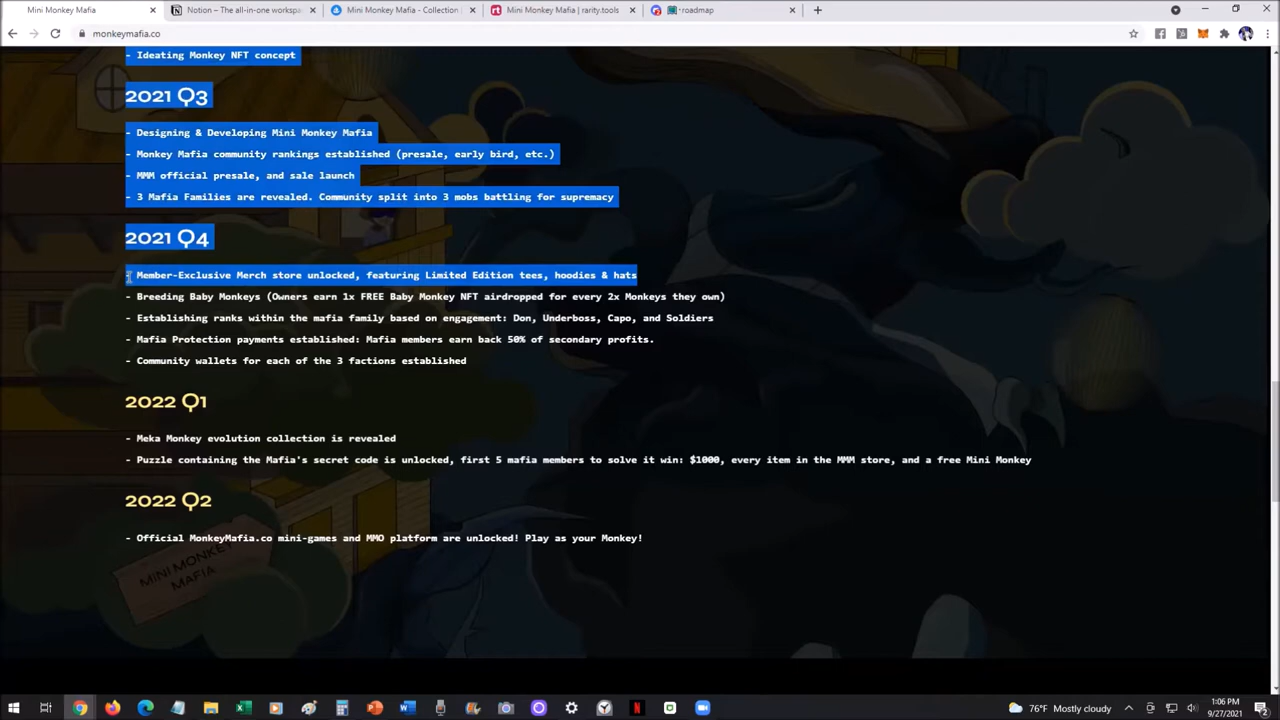 Mini Monkey Mafia
Notion – The all-in-one workspa
Mini Monkey Mafia - Collection
Mini Monkey Mafia | rarity.tools
roadmap
monkeymafia.co
- Ideating Monkey NFT concept
2021 Q3
- Designing & Developing Mini Monkey Mafia
- Monkey Mafia community rankings established (presale, early bird, etc.)
- MMM official presale, and sale launch
- 3 Mafia Families are revealed. Community split into 3 mobs battling for supremacy
2021 Q4
- Member-Exclusive Merch store unlocked, featuring Limited Edition tees, hoodies & hats
- Breeding Baby Monkeys (Owners earn 1x FREE Baby Monkey NFT airdropped for every 2x Monkeys they own)
- Establishing ranks within the mafia family based on engagement: Don, Underboss, Capo, and Soldiers
- Mafia Protection payments established: Mafia members earn back 50% of secondary profits.
- Community wallets for each of the 3 factions established
2022 Q1
- Meka Monkey evolution collection is revealed
- Puzzle containing the Mafia's secret code is unlocked, first 5 mafia members to solve it win: $1000, every item in the MMM store, and a free Mini Monkey
2022 Q2
- Official MonkeyMafia.co mini-games and MMO platform are unlocked! Play as your Monkey!
MINI MONKEY
MAFIA
76°F Mostly cloudy
1:06 PM
9/27/2021